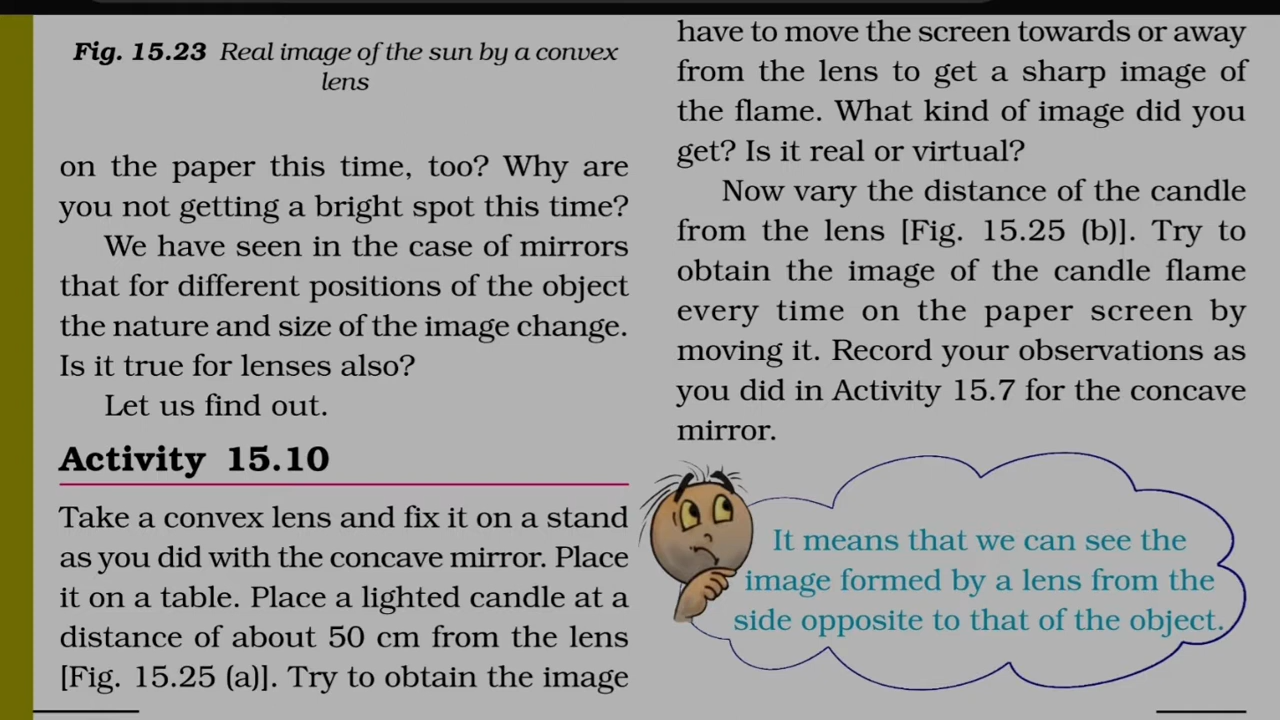 Fig. 15.23 Real image of the sun by a convex
lens
on the paper this time, too? Why are
you not getting a bright spot this time?
We have seen in the case of mirrors
that for different positions of the object
the nature and size of the image change.
Is it true for lenses also?
Let us find out.
Activity 15.10
Take a convex lens and fix it on a stand
as you did with the concave mirror. Place
it on a table. Place a lighted candle at a
distance of about 50 cm from the lens
[Fig. 15.25 (a)]. Try to obtain the image
have to move the screen towards or away
from the lens to get a sharp image of
the flame. What kind of image did you
get? Is it real or virtual?
Now vary the distance of the candle
from the lens [Fig. 15.25 (b)]. Try to
obtain the image of the candle flame
every time on the paper screen by
moving it. Record your observations as
you did in Activity 15.7 for the concave
mirror.
It means that we can see the
image formed by a lens from the
side opposite to that of the object.